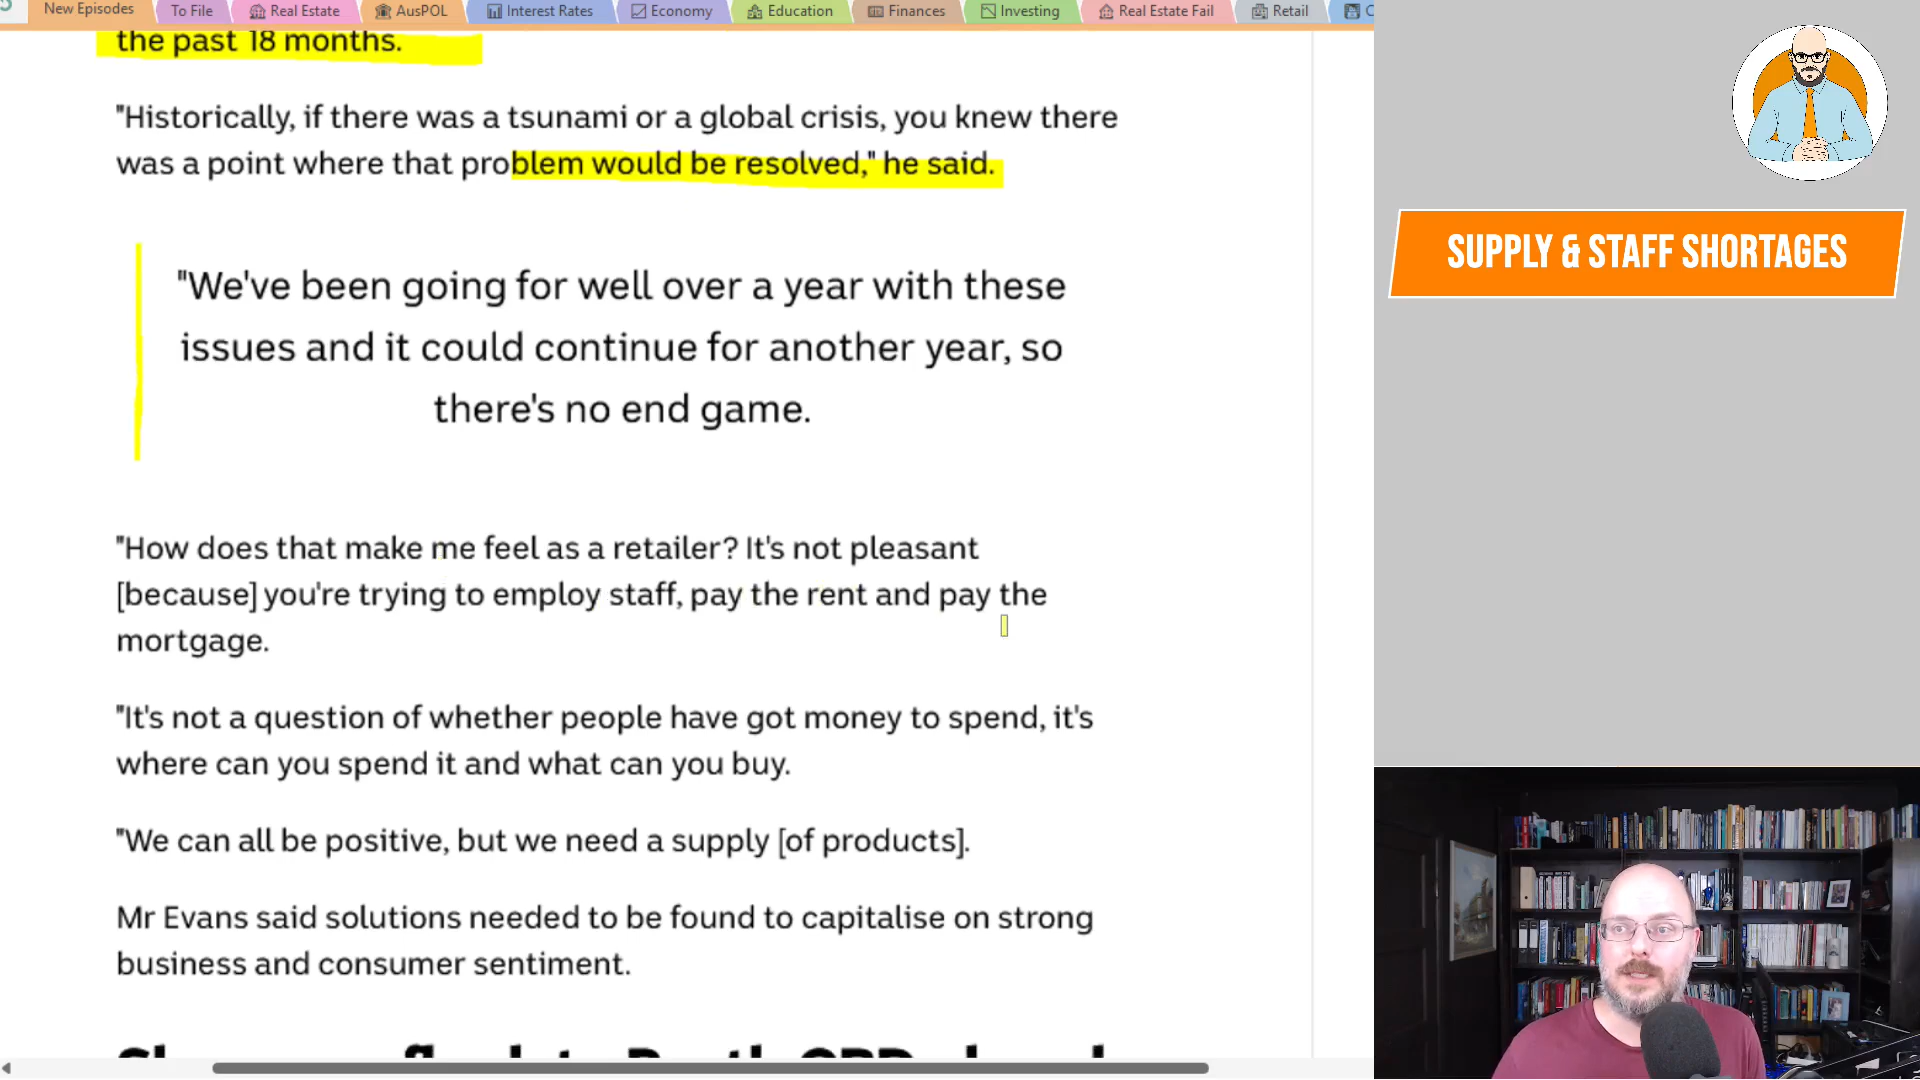 New Episodes
To File
Real Estate
AusPOL
Interest Rates
Economy
Education
Finances
Investing
Real Estate Fail
Retail
the past 18 months.
"Historically, if there was a tsunami or a global crisis, you knew there
was a point where that problem would be resolved," he said.
"We've been going for well over a year with these
issues and it could continue for another year, so
there's no end game.
"How does that make me feel as a retailer? It's not pleasant
[because] you're trying to employ staff, pay the rent and pay the
mortgage.
"It's not a question of whether people have got money to spend, it's
where can you spend it and what can you buy.
"We can all be positive, but we need a supply [of products].
Mr Evans said solutions needed to be found to capitalise on strong
business and consumer sentiment.
SUPPLY & STAFF SHORTAGES